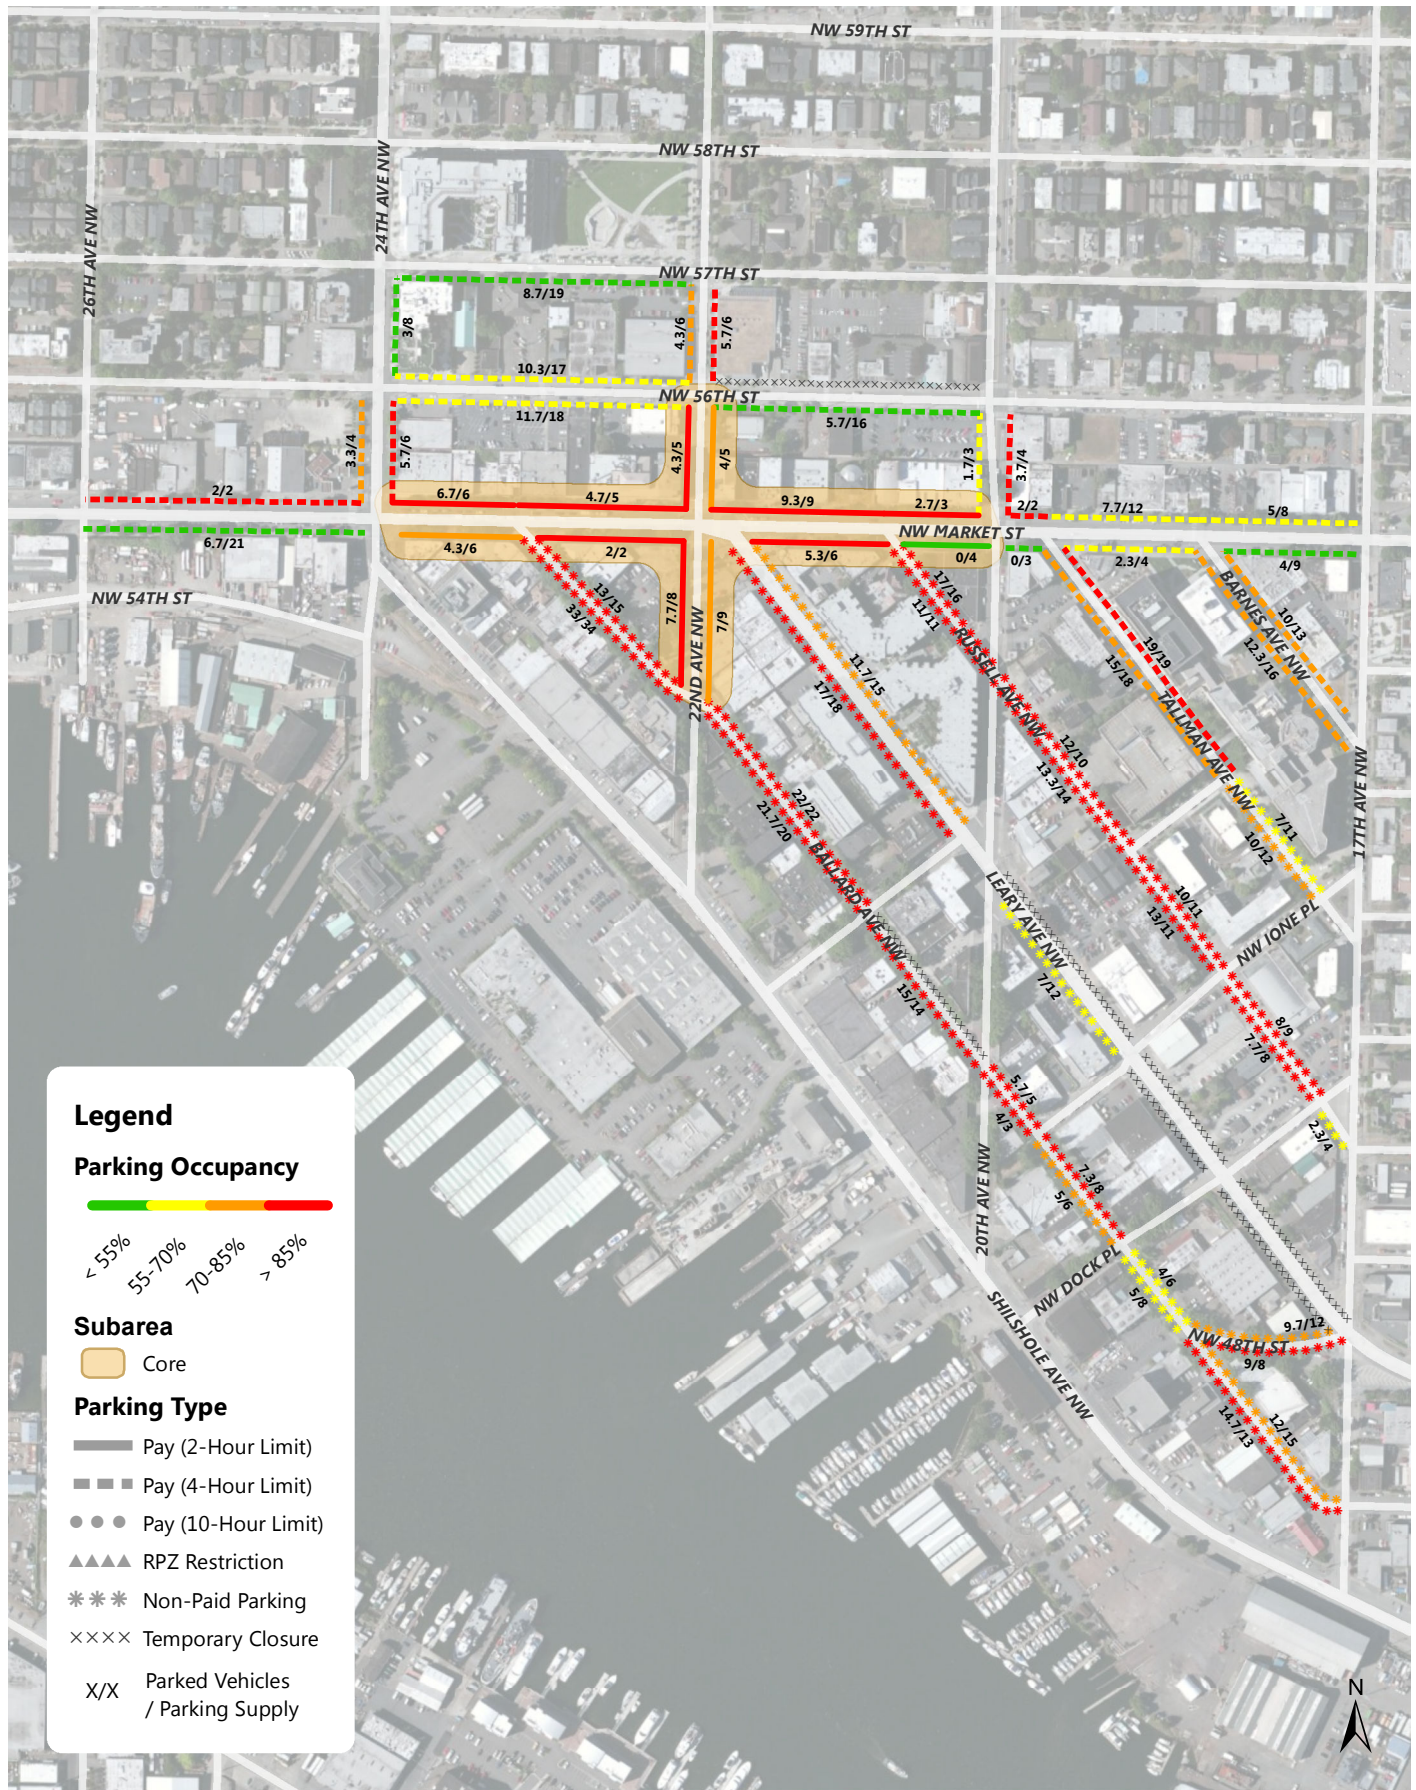 NW 59TH ST
NW 58TH ST
24TH AVE NW
26TH AVE NW
NW 57TH ST
8.7/19
3/8
4.3/6
5.7/6
10.3/17
NW 56TH ST
11.7/18
5.7/16
3.3/4
5.7/6
4.3/5
4/5
1.7/3
3.7/4
2/2
6.7/6
4.7/5
9.3/9
2.7/3
2/2
7.7/12
5/8
NW MARKET ST
6.7/21
4.3/6
2/2
5.3/6
0/4
0/3
2.3/4
4/9
NW 54TH ST
13/15
33/34
7.7/8
7/9
22ND AVE NW
17/16
11/11
RUSSELL AVE NW
BARNES AVE NW
10/13
12.3/16
19/19
15/18
TALLMAN AVE NW
11.7/15
17/18
12/10
13.3/14
17TH AVE NW
22/22
21.7/20
BALLARD AVE NW
7/11
10/12
LEARY AVE NW
10/11
13/11
NW IONE PL
7/12
15/14
8/9
7.7/8
5.7/5
4/3
2.3/4
20TH AVE NW
7.3/8
5/6
NW DOCK PL
4/6
5/8
SHILSHOLE AVE NW
9.7/12
NW 48TH ST
9/8
12/15
14.7/13
Legend
Parking Occupancy
< 55%
55-70%
70-85%
> 85%
Subarea
Core
Parking Type
Pay (2-Hour Limit)
Pay (4-Hour Limit)
Pay (10-Hour Limit)
RPZ Restriction
Non-Paid Parking
Temporary Closure
X/X
Parked Vehicles
/ Parking Supply
N